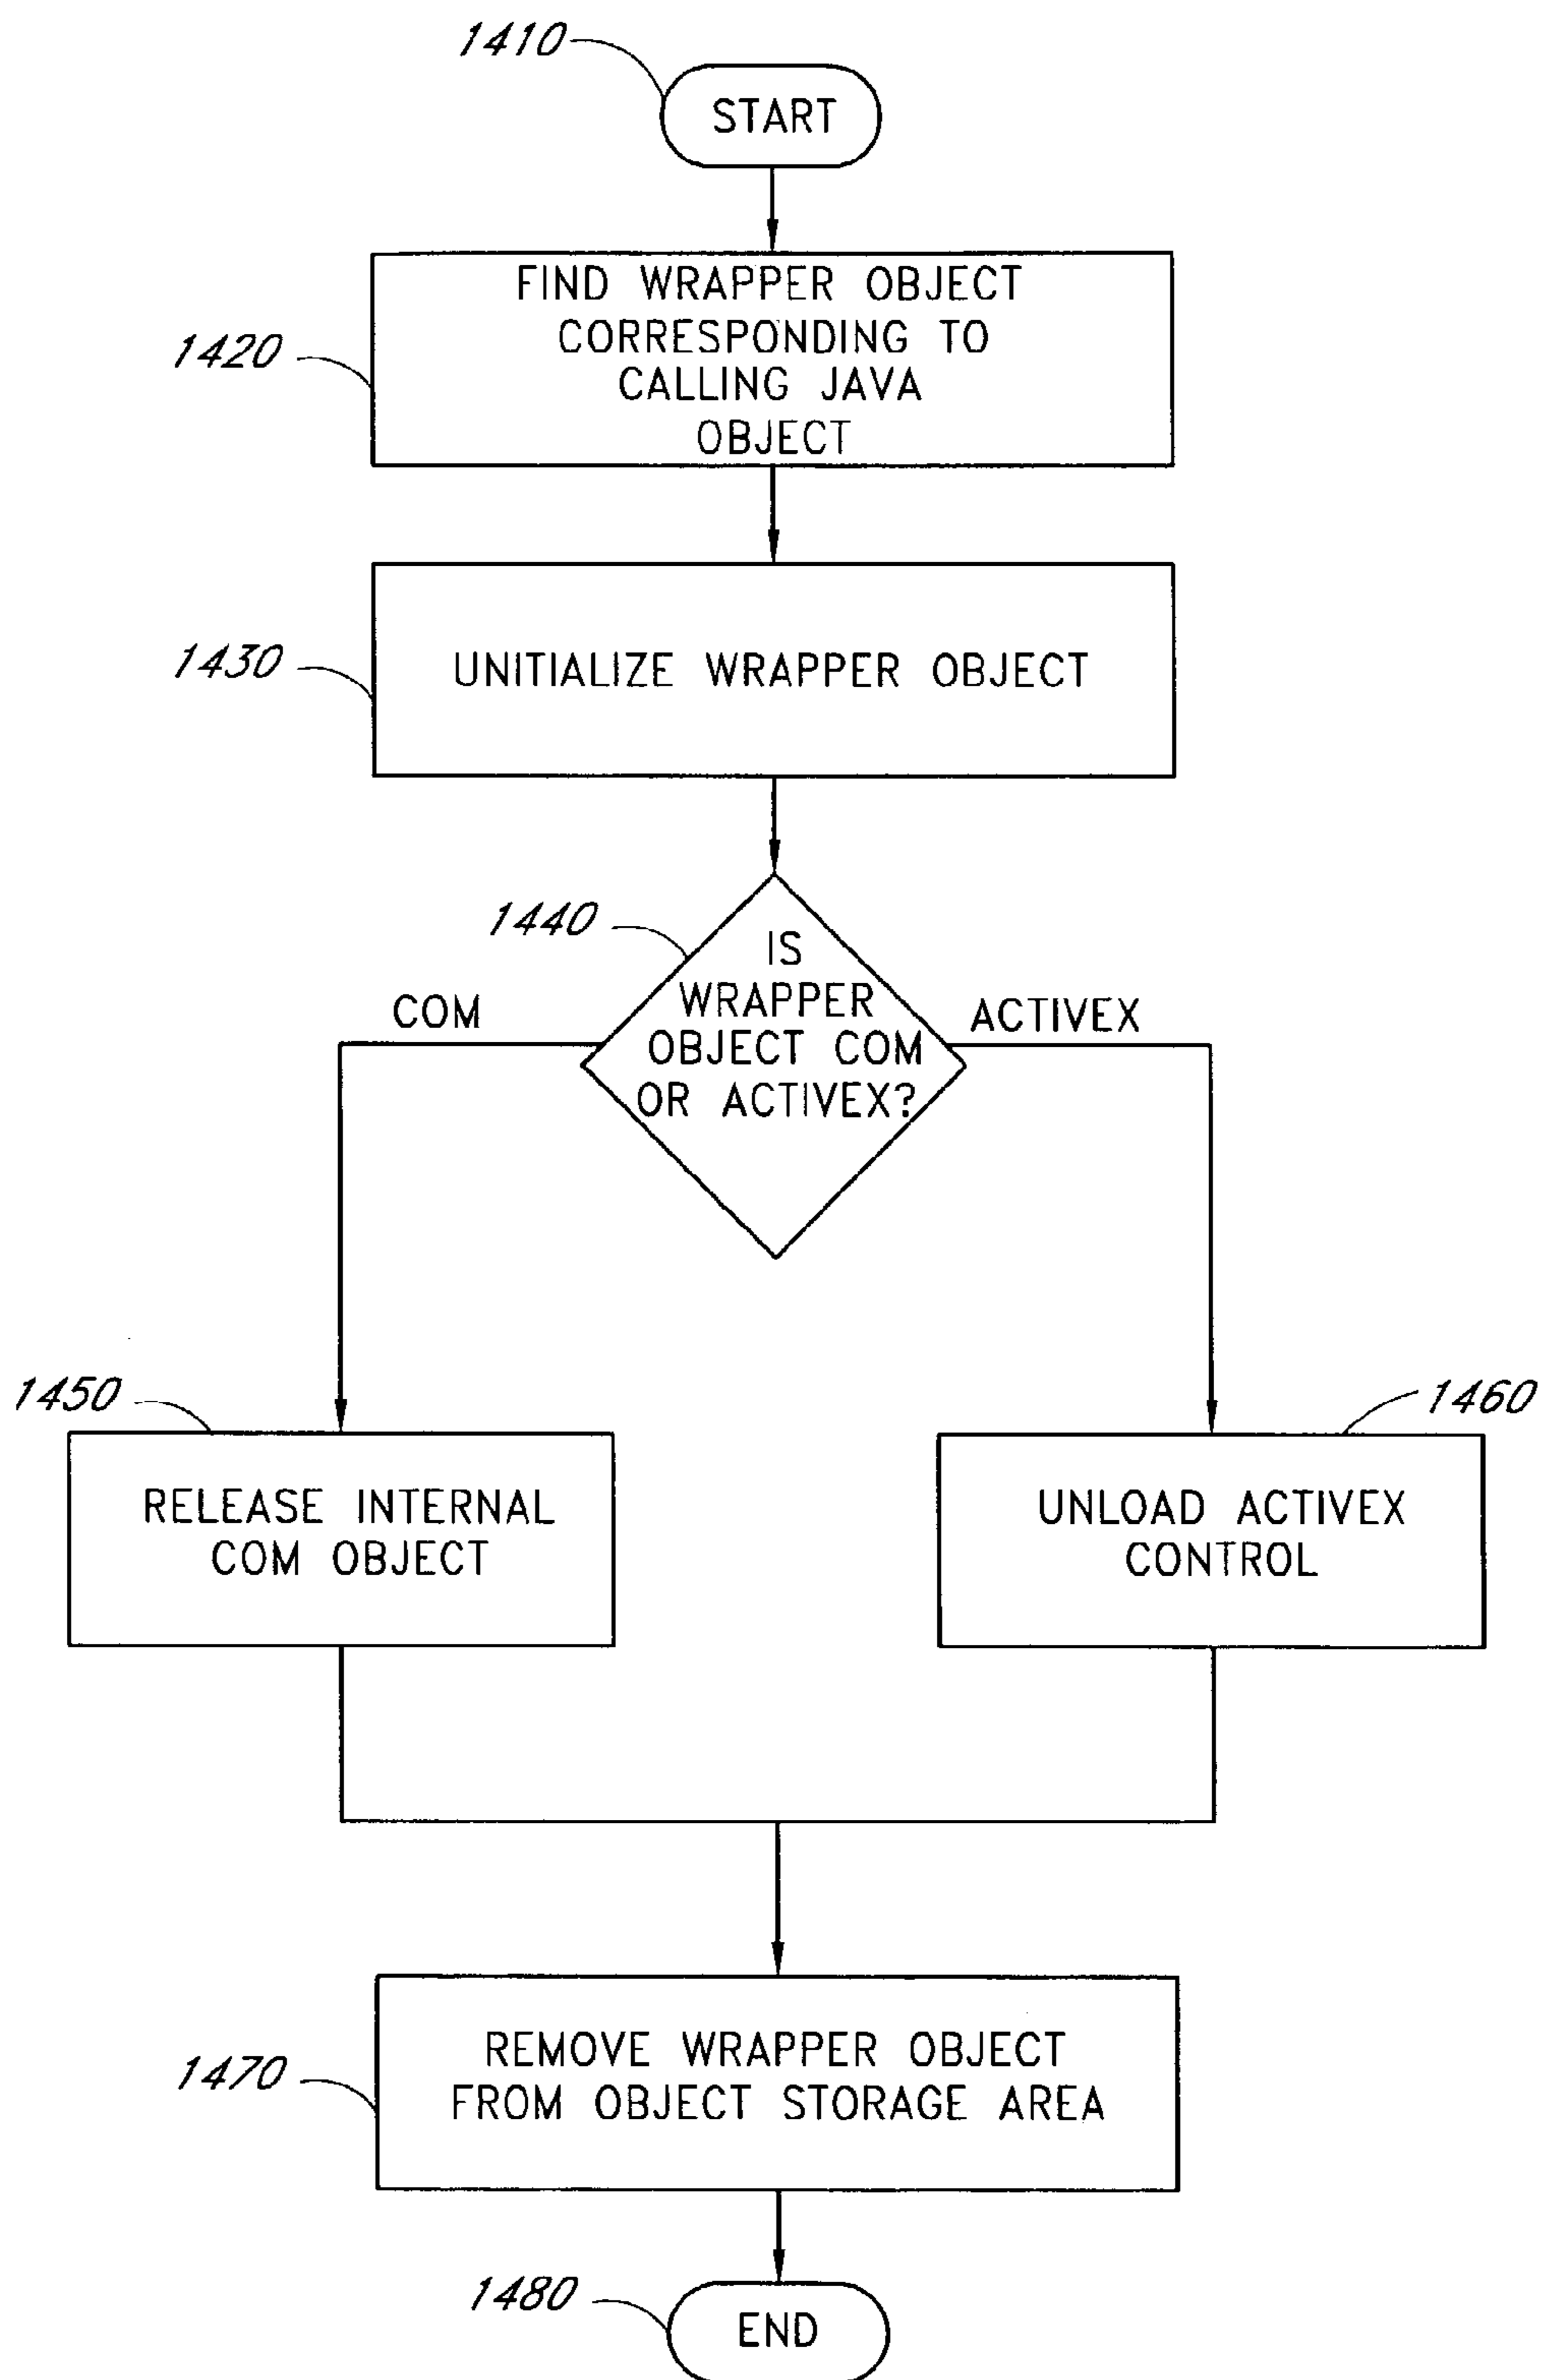 1410
START
FIND WRAPPER OBJECT
CORRESPONDING TO
CALLING JAVA
OBJECT
1420
UNITIALIZE WRAPPER OBJECT
1430
1440
IS
WRAPPER
OBJECT COM
OR ACTIVEX?
COM
ACTIVEX
1450
RELEASE INTERNAL
COM OBJECT
1460
UNLOAD ACTIVEX
CONTROL
REMOVE WRAPPER OBJECT
FROM OBJECT STORAGE AREA
1470
1480
END